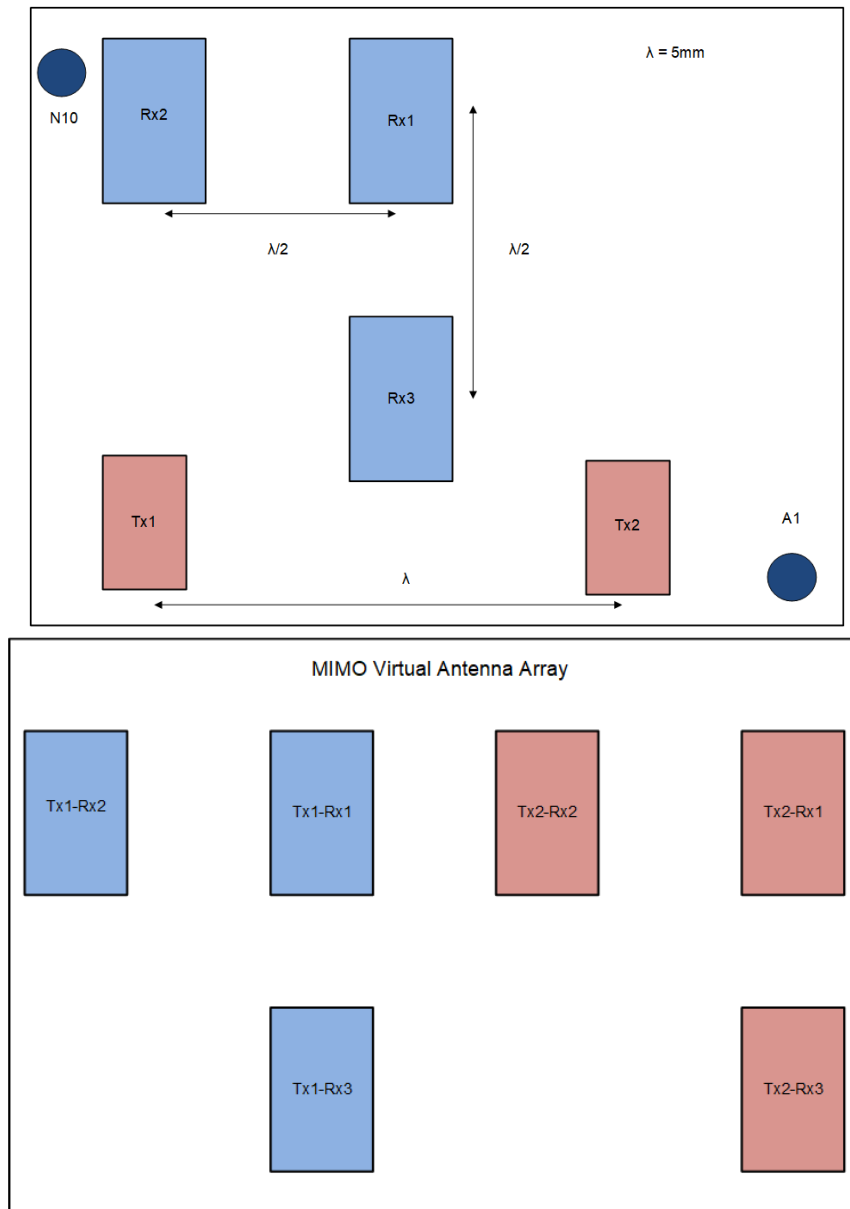 λ = 5mm
N10
Rx2
Rx1
λ/2
λ/2
Rx3
Tx1
Tx2
A1
λ
MIMO Virtual Antenna Array
Tx1-Rx2
Tx1-Rx1
Tx2-Rx2
Tx2-Rx1
Tx1-Rx3
Tx2-Rx3